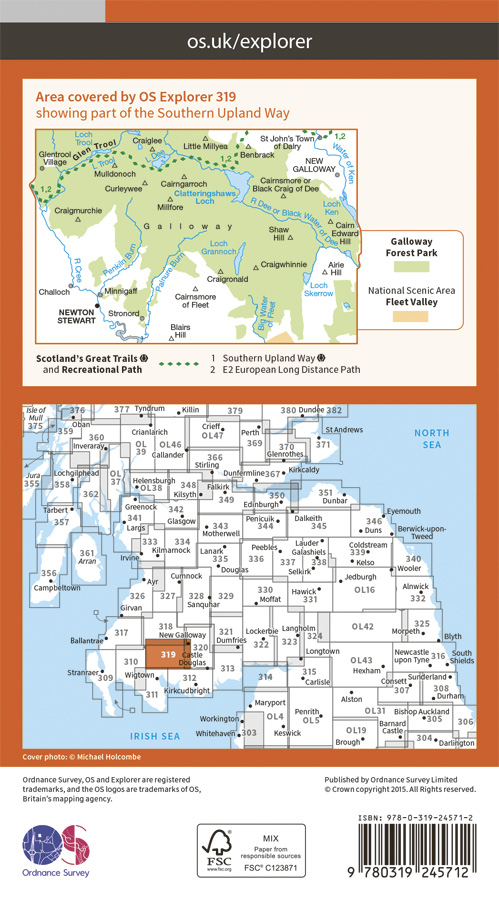 os.uk/explorer
Area covered by OS Explorer 319
showing part of the Southern Upland Way
Loch
Trool
Glentrool
Village
Glen Trool
Trool
Craiglee
L Dee
Little Millyea
1,2
Benbrack
St John's Town
of Dalry
1,2
Water of Ken
NEW
GALLOWAY
Mulldonoch
Curleywee
Cairngarroch
Clatteringshaws
Loch
Cairnsmore or
Black Craig of Dee
1,2
Millfore
Craigmurchie
Galloway
R Dee or Black Water of Dee
Loch
Ken
Cairn
Edward
Hill
Shaw
Hill
Loch
Grannoch
R Cree
Penkiln Burn
Palnure Burn
Craigwhinnie
Airie
Hill
Craigronald
Loch
Skerrow
Challoch
Minnigaff
NEWTON
STEWART
Stronord
Cairnsmore
of Fleet
Big Water
of Fleet
Blairs
Hill
Galloway
Forest Park
National Scenic Area
Fleet Valley
Scotland's Great Trails
and Recreational Path
1 Southern Upland Way
2 E2 European Long Distance Path
Isle of
Mull
375
376
Oban
359
360
Inveraray
377
Tyndrum
Killin
379
380
Dundee
382
Crianlarich
OL
39
OL46
Callander
Crieff
OL47
Perth
369
370
Glenrothes
St Andrews
371
NORTH
SEA
Jura
355
358
Lochgilphead
362
OL
37
Helensburgh
OL38
366
Stirling
Dunfermline
367
Kirkcaldy
348
Kilsyth
Falkirk
349
350
Edinburgh
351
Dunbar
Tarbert
357
Greenock
341
Largs
342
Glasgow
343
Motherwell
Penicuik
344
Dalkeith
345
346
Duns
Eyemouth
Berwick-upon-
Tweed
361
Arran
333
334
Kilmarnock
Irvine
Lanark
335
Douglas
Peebles
336
Lauder
Galashiels
337
338
Selkirk
Coldstream
339
Kelso
340
Wooler
356
Campbeltown
Ayr
Cumnock
326
327
328
329
Sanquhar
330
Moffat
Hawick
331
Jedburgh
OL16
Alnwick
332
Girvan
Ballantrae
317
318
New Galloway
319
320
Castle
Douglas
321
Dumfries
Lockerbie
322
Langholm
323
324
OL42
325
Morpeth
Blyth
Stranraer
309
310
Wigtown
311
312
Kirkcudbright
313
314
Longtown
315
Carlisle
OL43
Hexham
Newcastle
upon Tyne
316
South
Shields
Consett
307
Sunderland
308
Durham
Alston
OL31
Bishop Auckland
305
306
Maryport
OL4
Keswick
Penrith
OL5
OL19
Brough
Barnard
Castle
304
Darlington
Workington
Whitehaven
303
IRISH SEA
Cover photo: © Michael Holcombe
Ordnance Survey, OS and Explorer are registered
trademarks, and the OS logos are trademarks of OS,
Britain's mapping agency.
Published by Ordnance Survey Limited
© Crown copyright 2015. All Rights reserved.
OS
Ordnance Survey
FSC
www.fsc.org
MIX
Paper from
responsible sources
FSC® C123871
ISBN: 978-0-319-24571-2
9 780319 245712